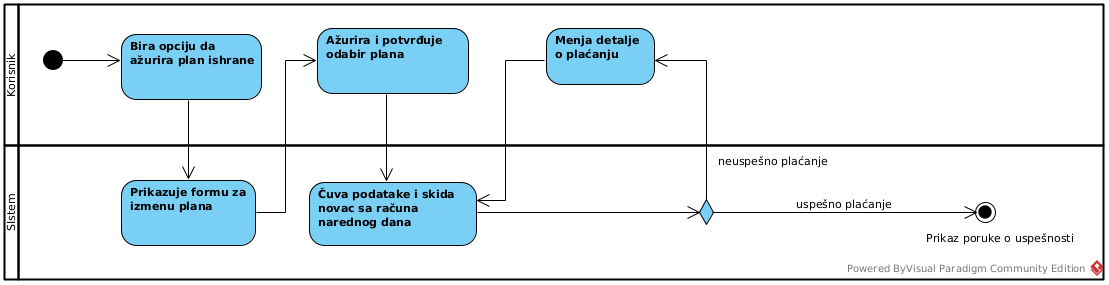 Korisnik
Bira opciju da
ažurira plan ishrane
Ažurira i potvrđuje
odabir plana
Menja detalje
o plaćanju
neuspešno plaćanje
Sistem
Prikazuje formu za
izmenu plana
Čuva podatake i skida
novac sa računa
narednog dana
uspešno plaćanje
Prikaz poruke o uspešnosti
Powered ByVisual Paradigm Community Edition